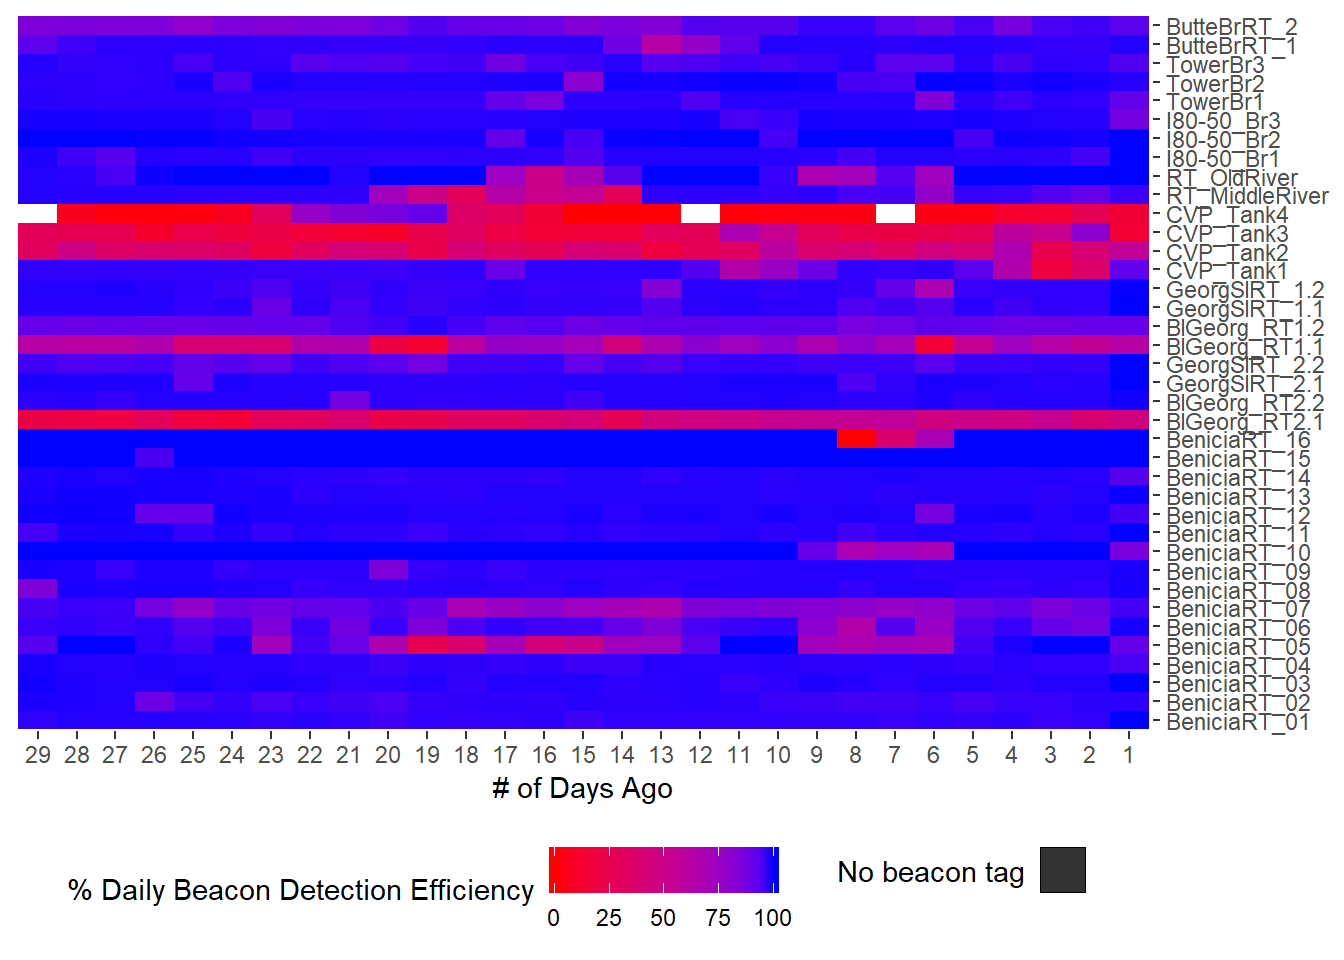 ButteBrRT_2
ButteBrRT_1
TowerBr3
TowerBr2
TowerBr1
I80-50_Br3
I80-50_Br2
I80-50_Br1
RT_OldRiver
RT_MiddleRiver
CVP_Tank4
CVP_Tank3
CVP_Tank2
CVP_Tank1
GeorgSlRT_1.2
GeorgSlRT_1.1
BlGeorg_RT1.2
BlGeorg_RT1.1
GeorgSlRT_2.2
GeorgSlRT_2.1
BlGeorg_RT2.2
BlGeorg_RT2.1
BeniciaRT_16
BeniciaRT_15
BeniciaRT_14
BeniciaRT_13
BeniciaRT_12
BeniciaRT_11
BeniciaRT_10
BeniciaRT_09
BeniciaRT_08
BeniciaRT_07
BeniciaRT_06
BeniciaRT_05
BeniciaRT_04
BeniciaRT_03
BeniciaRT_02
BeniciaRT_01
29 28 27 26 25 24 23 22 21 20 19 18 17 16 15 14 13 12 11 10 9 8 7 6 5 4 3 2 1
# of Days Ago
% Daily Beacon Detection Efficiency
0 25 50 75 100
No beacon tag